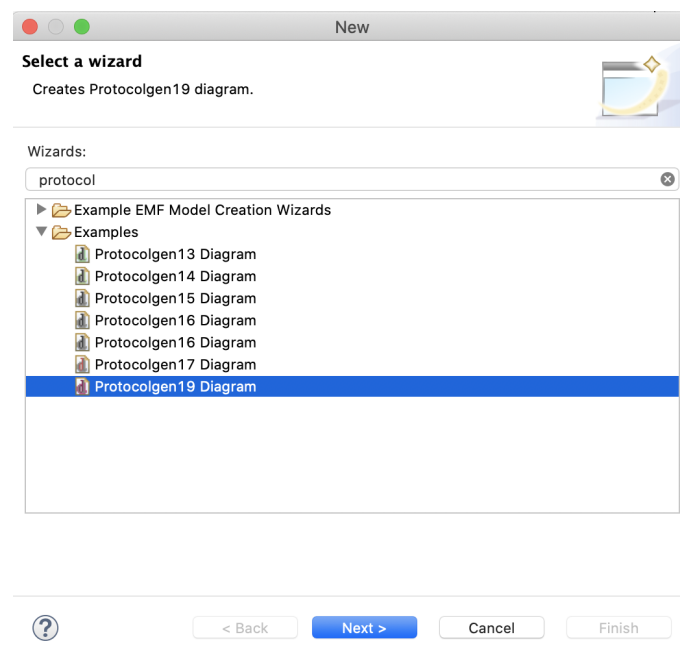 New
Select a wizard
Creates Protocolgen19 diagram.
Wizards:
protocol
Example EMF Model Creation Wizards
Examples
Protocolgen13 Diagram
Protocolgen14 Diagram
Protocolgen15 Diagram
Protocolgen16 Diagram
Protocolgen16 Diagram
Protocolgen17 Diagram
Protocolgen19 Diagram
? < Back Next > Cancel Finish